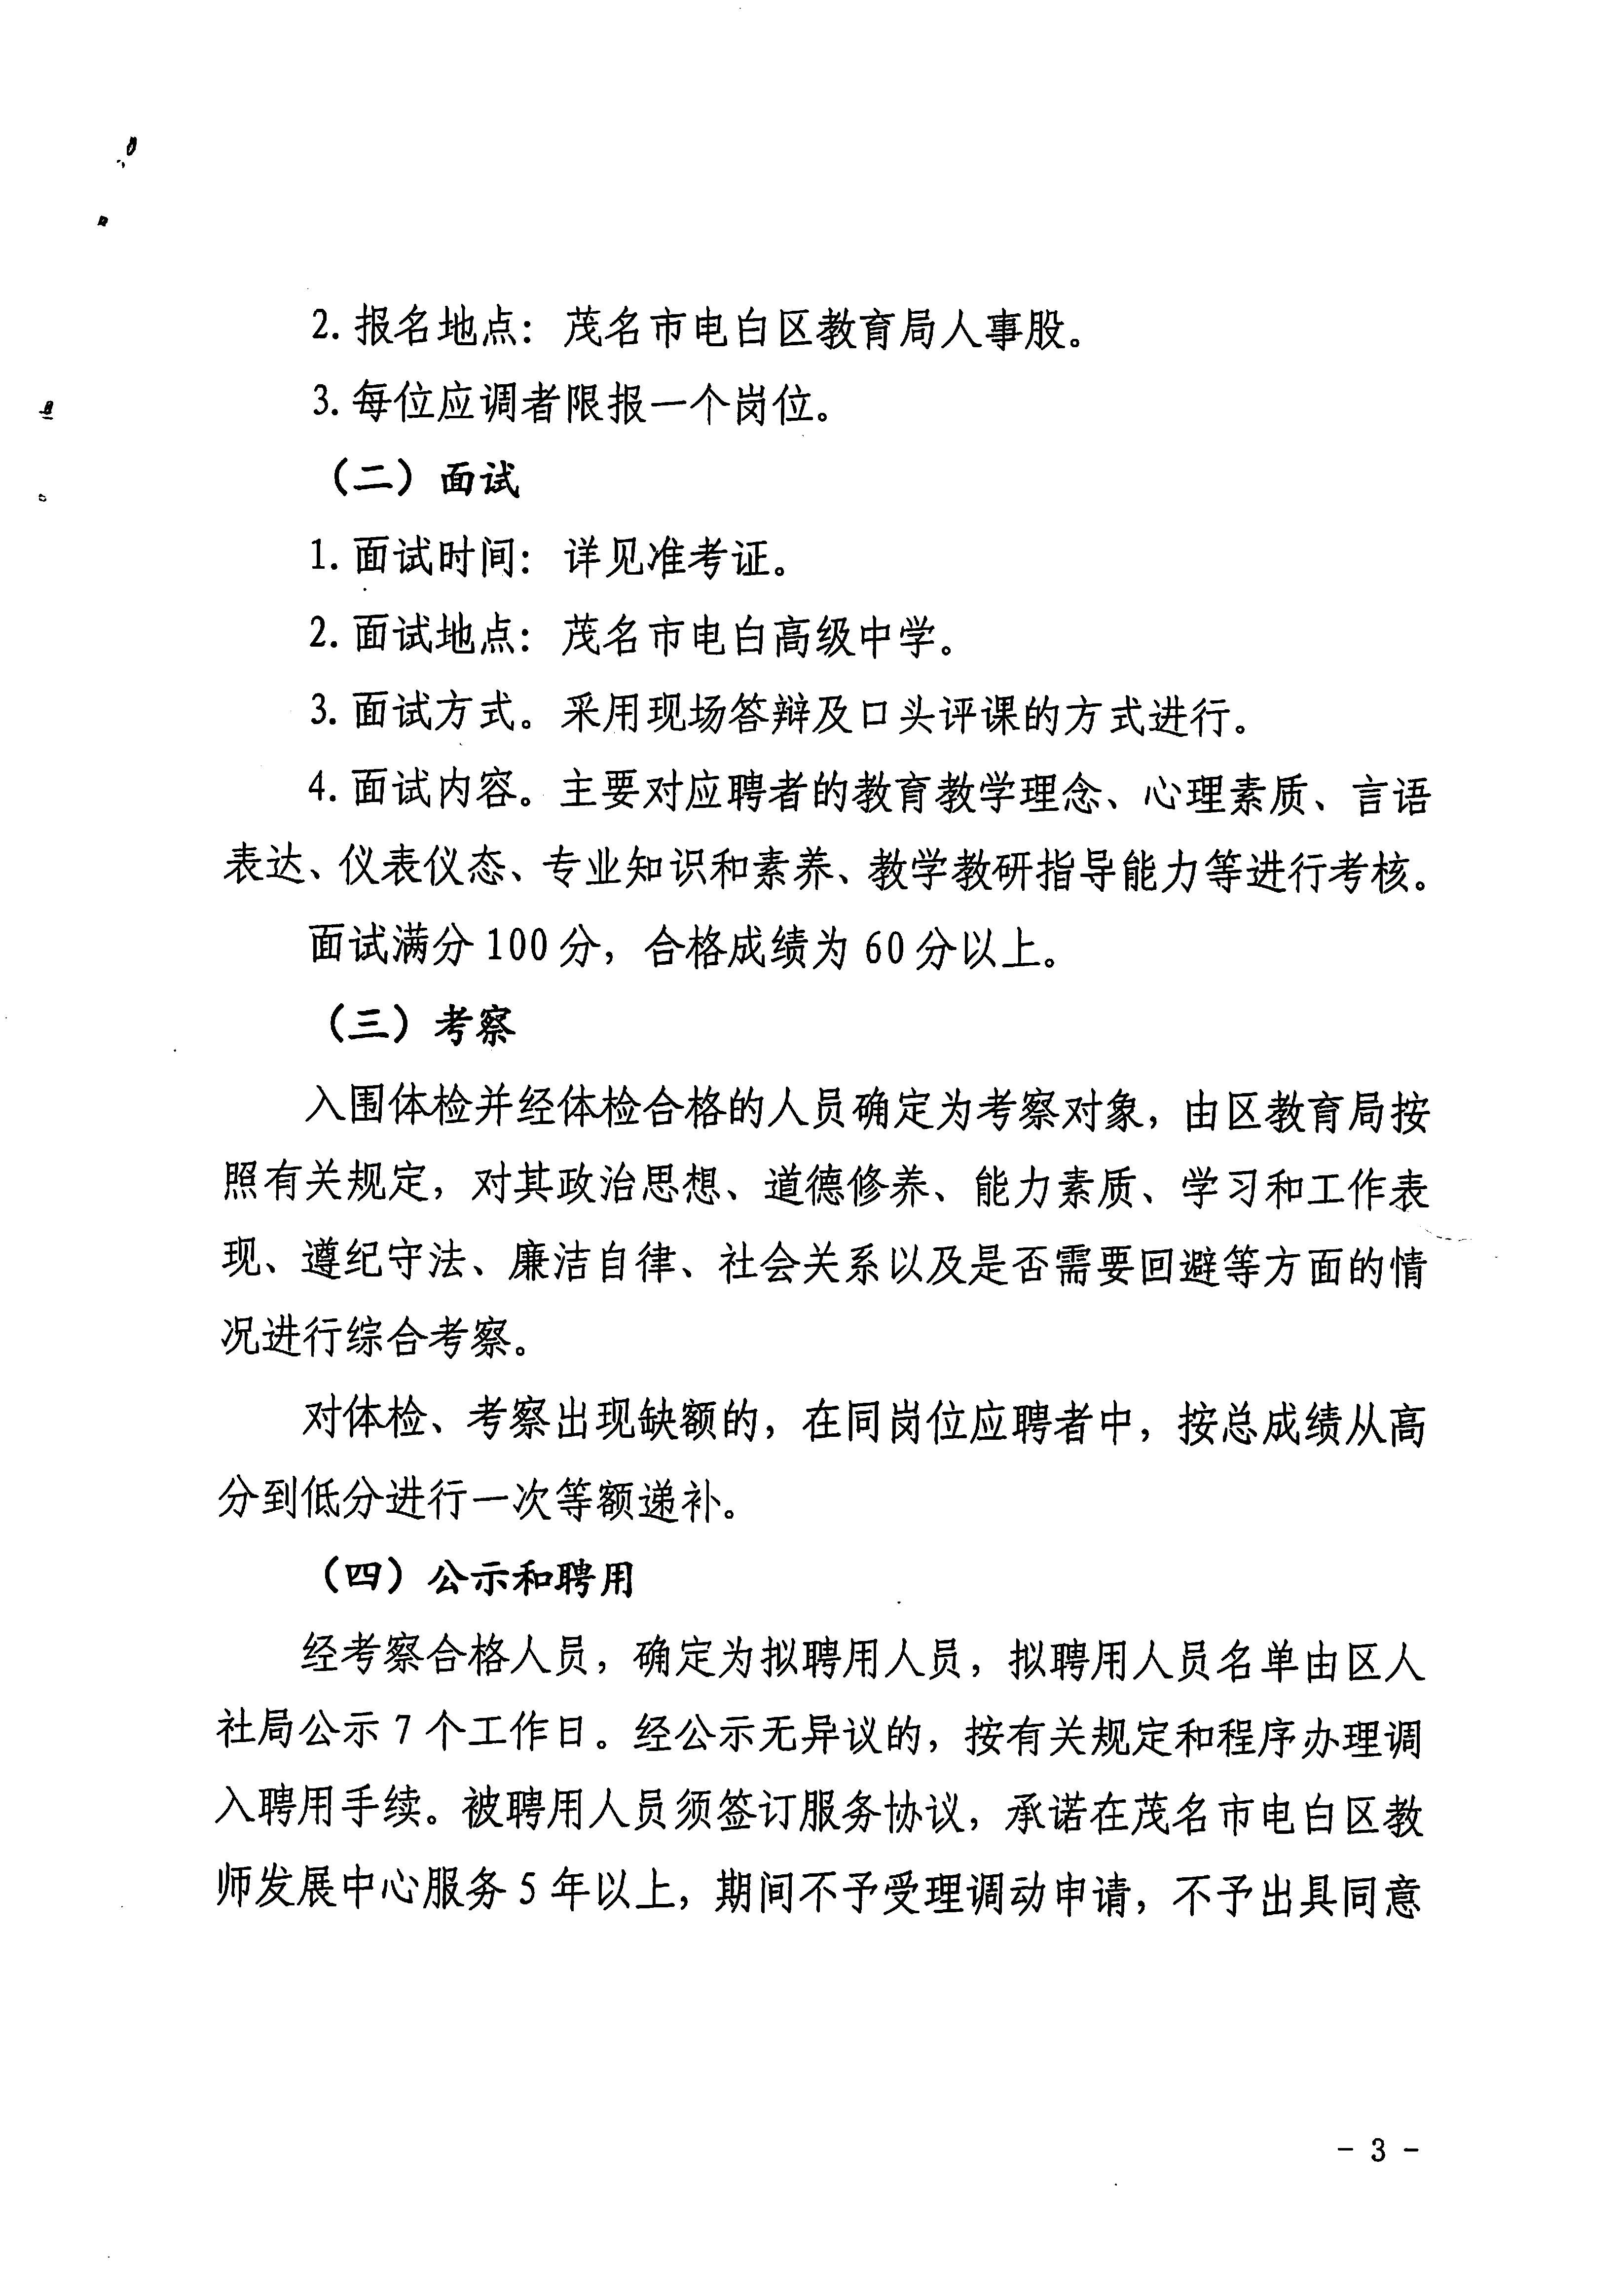 2. 报名地点：茂名市电白区教育局人事股。
3. 每位应调者限报一个岗位。
（二）面试
1. 面试时间：详见准考证。
2. 面试地点：茂名市电白高级中学。
3. 面试方式。采用现场答辩及口头评课的方式进行。
4. 面试内容。主要对应聘者的教育教学理念、心理素质、言语
表达、仪表仪态、专业知识和素养、教学教研指导能力等进行考核。
面试满分 100 分，合格成绩为 60 分以上。
（三）考察
入围体检并经体检合格的人员确定为考察对象，由区教育局按
照有关规定，对其政治思想、道德修养、能力素质、学习和工作表
现、遵纪守法、廉洁自律、社会关系以及是否需要回避等方面的情
况进行综合考察。
对体检、考察出现缺额的，在同岗位应聘者中，按总成绩从高
分到低分进行一次等额递补。
（四）公示和聘用
经考察合格人员，确定为拟聘用人员，拟聘用人员名单由区人
社局公示 7 个工作日。经公示无异议的，按有关规定和程序办理调
入聘用手续。被聘用人员须签订服务协议，承诺在茂名市电白区教
师发展中心服务 5 年以上，期间不予受理调动申请，不予出具同意
- 3 -